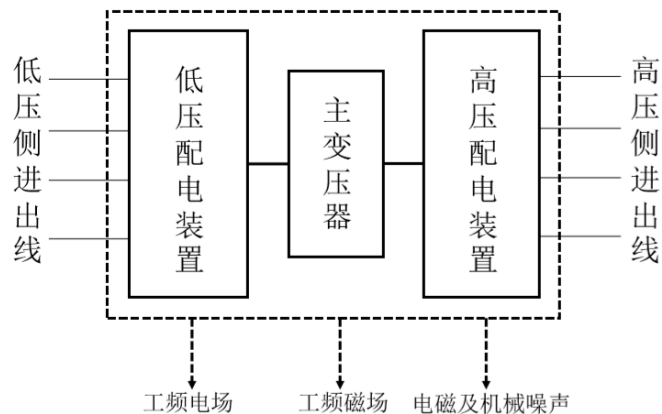 低压侧进出线
低压配电装置
主变压器
高压配电装置
高压侧进出线
工频电场
工频磁场
电磁及机械噪声